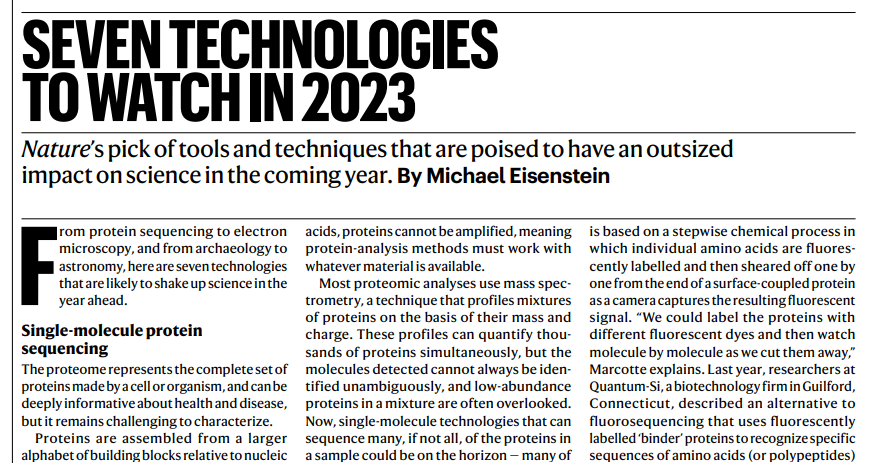 SEVEN TECHNOLOGIES
TO WATCH IN 2023
Nature's pick of tools and techniques that are poised to have an outsized
impact on science in the coming year. By Michael Eisenstein
From protein sequencing to electron
microscopy, and from archaeology to
astronomy, here are seven technologies
that are likely to shake up science in the
year ahead.
Single-molecule protein
sequencing
The proteome represents the complete set of
proteins made by a cell or organism, and can be
deeply informative about health and disease,
but it remains challenging to characterize.
Proteins are assembled from a larger
alphabet of building blocks relative to nucleic
acids, proteins cannot be amplified, meaning
protein-analysis methods must work with
whatever material is available.
Most proteomic analyses use mass spec-
trometry, a technique that profiles mixtures
of proteins on the basis of their mass and
charge. These profiles can quantify thou-
sands of proteins simultaneously, but the
molecules detected cannot always be iden-
tified unambiguously, and low-abundance
proteins in a mixture are often overlooked.
Now, single-molecule technologies that can
sequence many, if not all, of the proteins in
a sample could be on the horizon — many of
is based on a stepwise chemical process in
which individual amino acids are fluores-
cently labelled and then sheared off one by
one from the end of a surface-coupled protein
as a camera captures the resulting fluorescent
signal. “We could label the proteins with
different fluorescent dyes and then watch
molecule by molecule as we cut them away,”
Marcotte explains. Last year, researchers at
Quantum-Si, a biotechnology firm in Guilford,
Connecticut, described an alternative to
fluorosequencing that uses fluorescently
labelled ‘binder’ proteins to recognize specific
sequences of amino acids (or polypeptides)